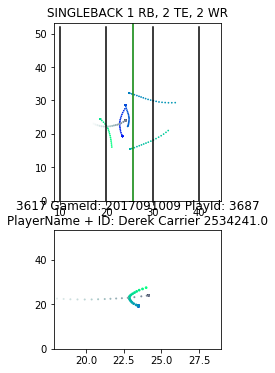 SINGLEBACK 1 RB, 2 TE, 2 WR
50
40
30
20
10
0
10 20 30 40
3617 GameId: 2017091009 PlayId: 3687
PlayerName + ID: Derek Carrier 2534241.0
40
20
0
20.0 22.5 25.0 27.5